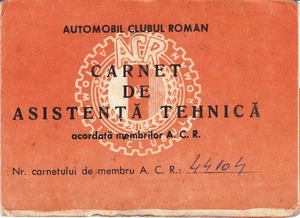 AUTOMOBIL CLUBUL ROMÂN
ACR
CARNET
DE
ASISTENȚĂ TEHNICĂ
acordată membrilor A. C. R.
Nr. carnetului de membru A. C. R.: 44104